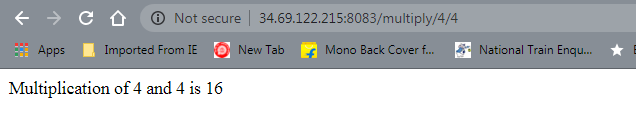 Not secure | 34.69.122.215:8083/multiply/4/4
Apps Imported From IE New Tab Mono Back Cover f... National Train Enqu...
Multiplication of 4 and 4 is 16